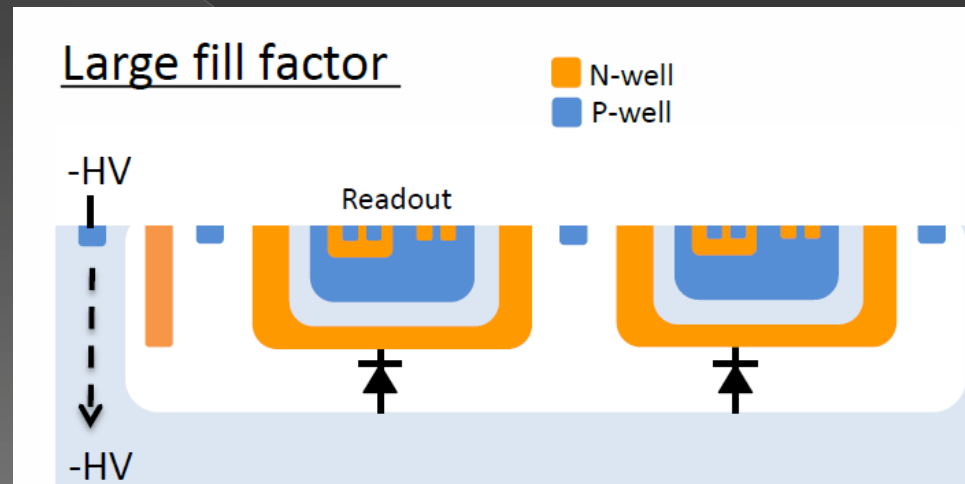 Large fill factor
N-well
P-well
-HV
Readout
-HV